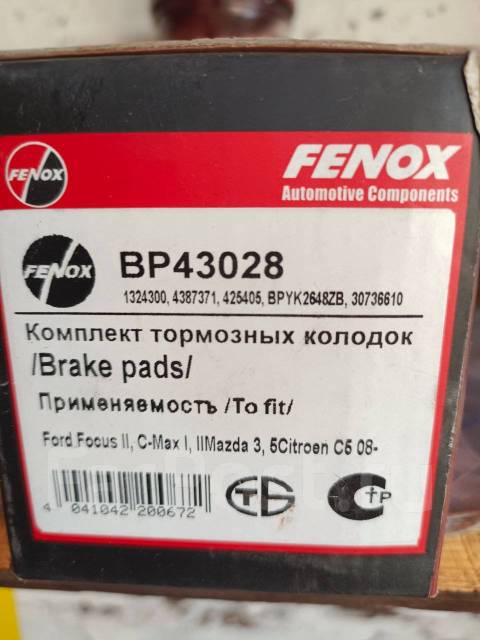 FENOX
FENOX
Automotive Components
FENOX
BP43028
1324300, 4387371, 425405, BPYK2648ZB, 30736610
Комплект тормозных колодок
/Brake pads/
Применяемость /To fit/
Ford Focus II, C-Max I, IIMazda 3, 5Citroen C5 08-
4 041042 200672